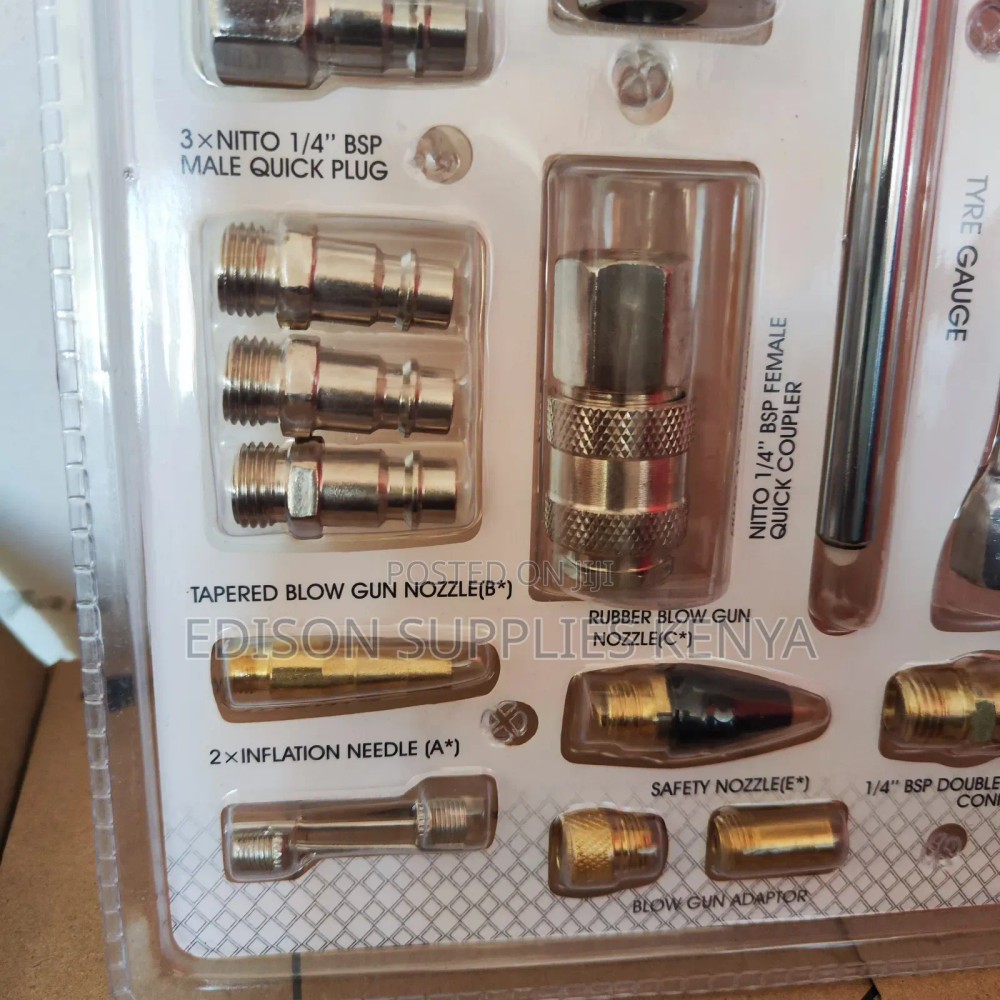 3×NITTO 1/4" BSP
MALE QUICK PLUG
TYRE GAUGE
NITTO 1/4" BSP FEMALE
QUICK COUPLER
TAPERED BLOW GUN NOZZLE(B*)
POSTED ON JIJI
RUBBER BLOW GUN
NOZZLE(C*)
EDISON SUPPLIES KENYA
2×INFLATION NEEDLE (A*)
SAFETY NOZZLE(E*)
1/4" BSP DOUBLE
BLOW GUN ADAPTOR